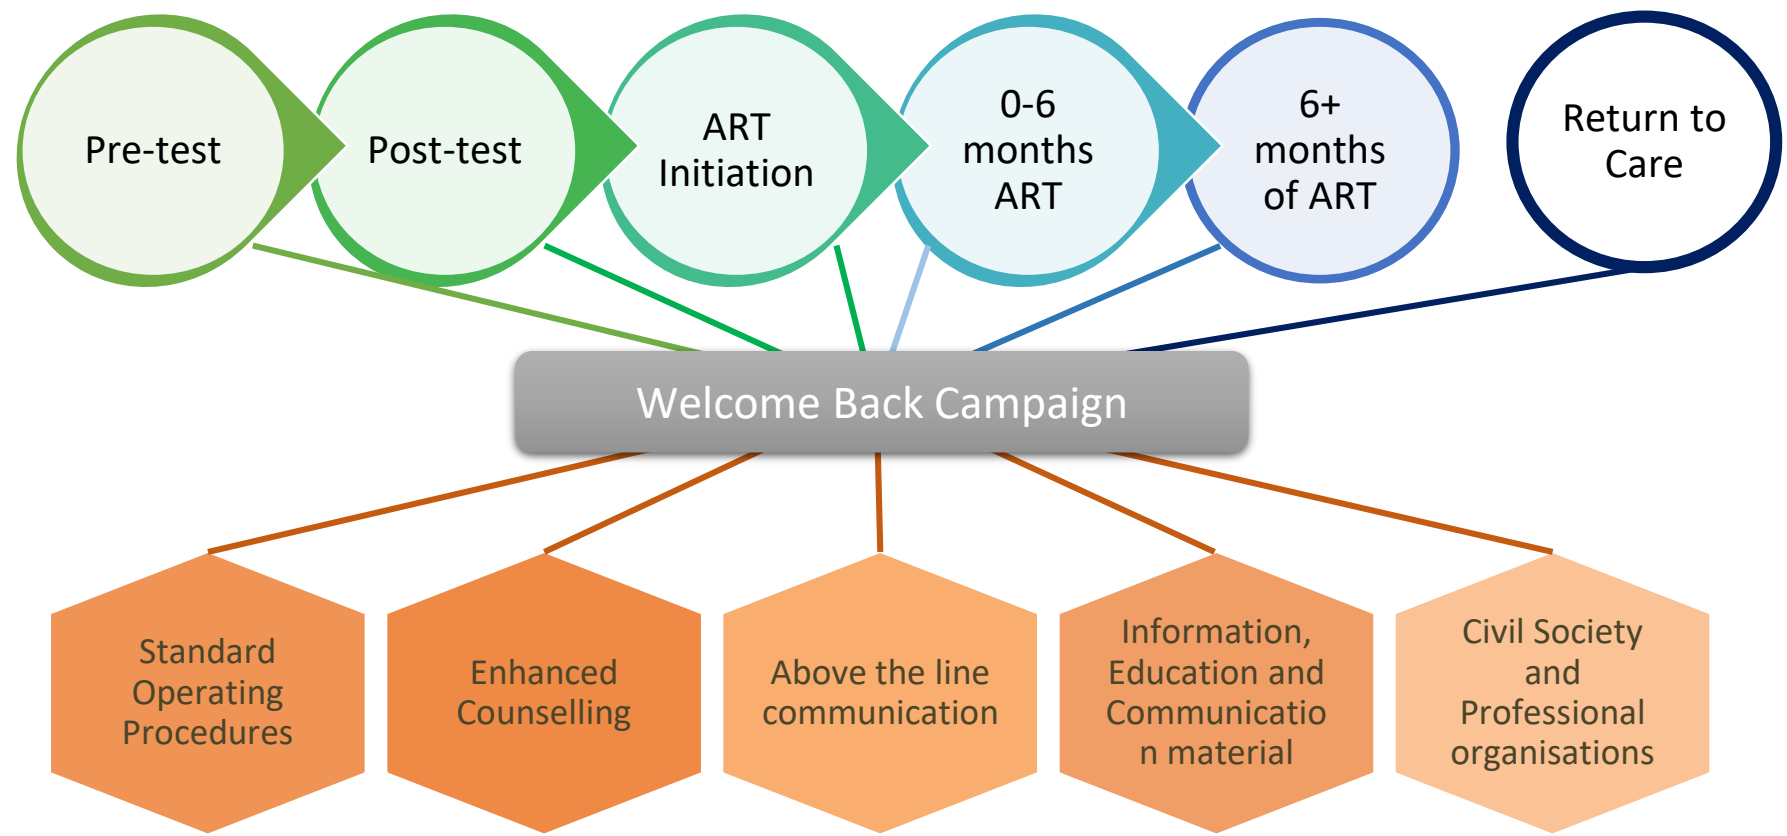 Pre-test
Post-test
ART
Initiation
0-6
months
ART
6+
months
of ART
Return to
Care
Welcome Back Campaign
Standard
Operating
Procedures
Enhanced
Counselling
Above the line
communication
Information,
Education and
Communicatio
n material
Civil Society
and
Professional
organisations